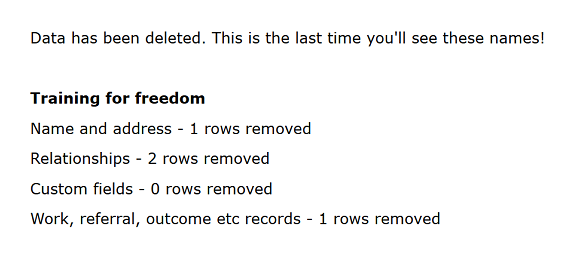 Data has been deleted. This is the last time you'll see these names!
Training for freedom
Name and address - 1 rows removed
Relationships - 2 rows removed
Custom fields - 0 rows removed
Work, referral, outcome etc records - 1 rows removed